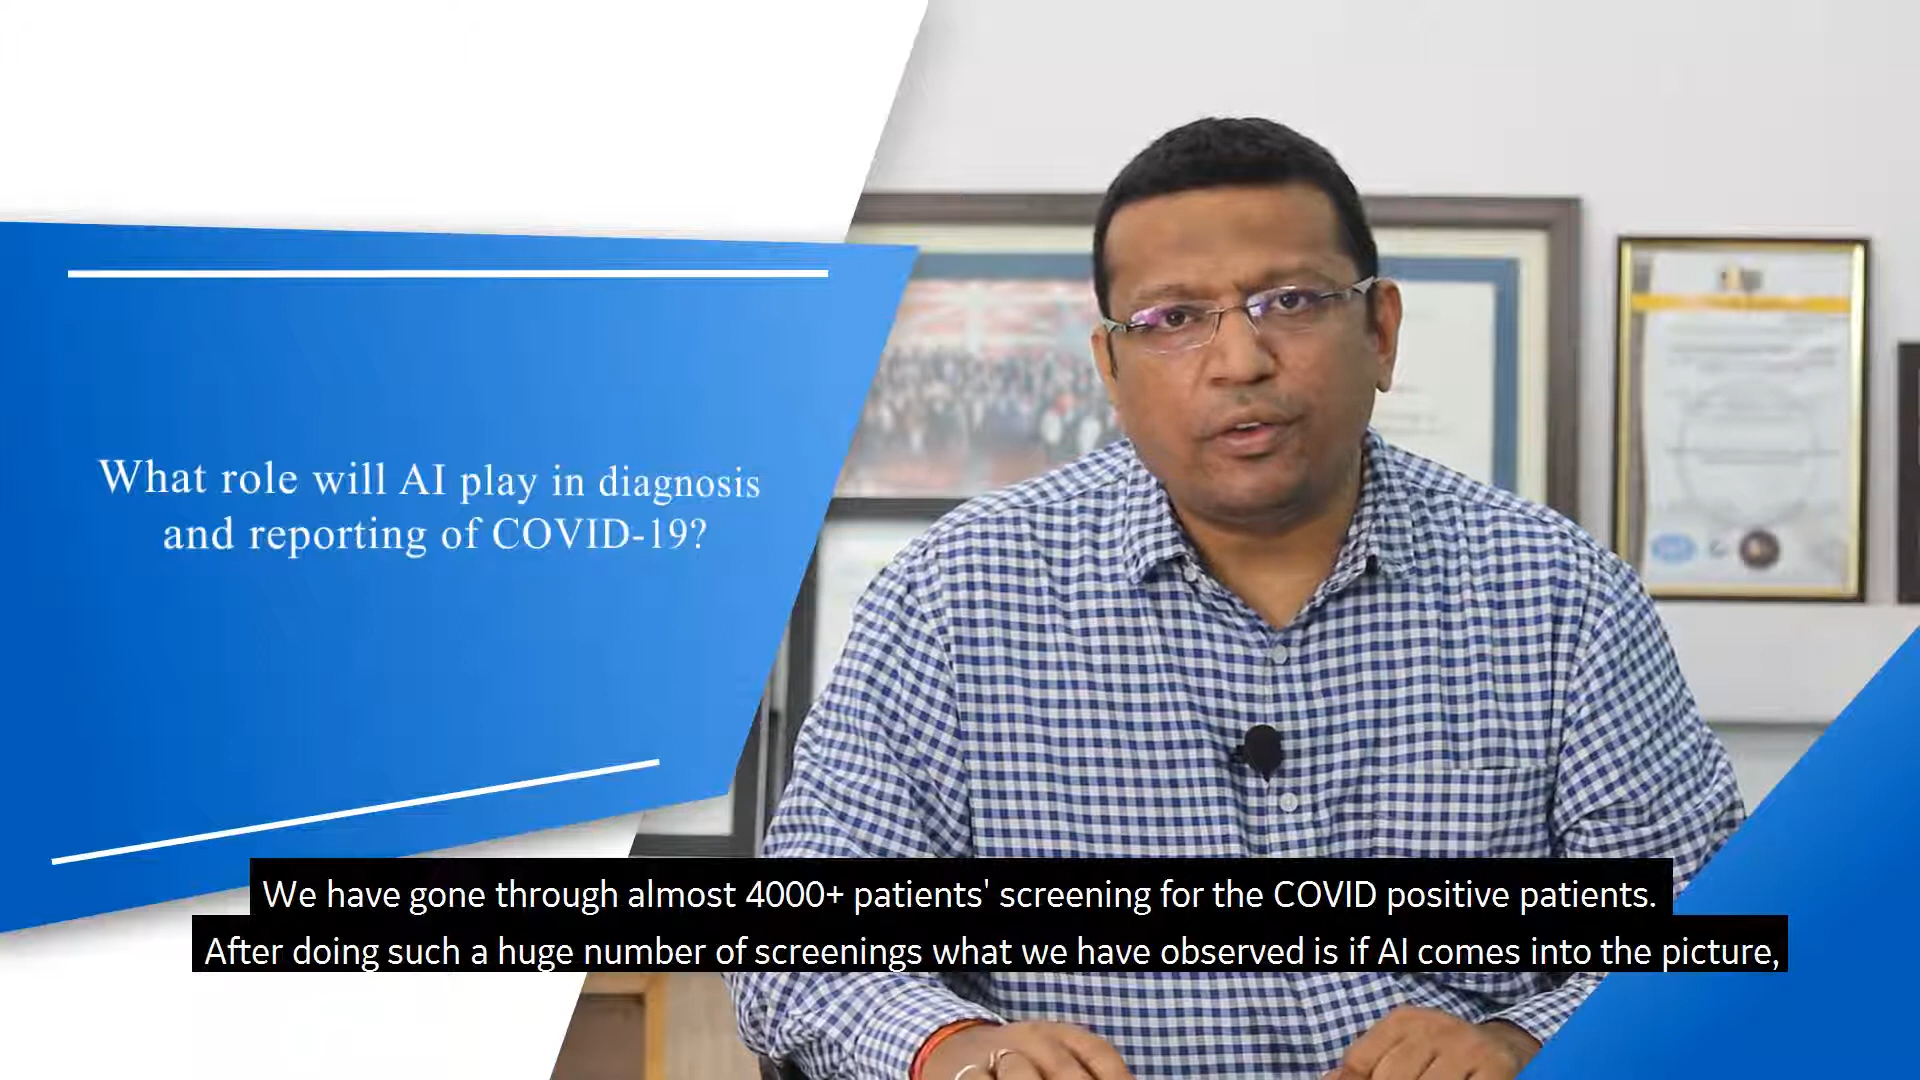 What role will AI play in diagnosis
and reporting of COVID-19?
We have gone through almost 4000+ patients' screening for the COVID positive patients.
After doing such a huge number of screenings what we have observed is if AI comes into the picture,